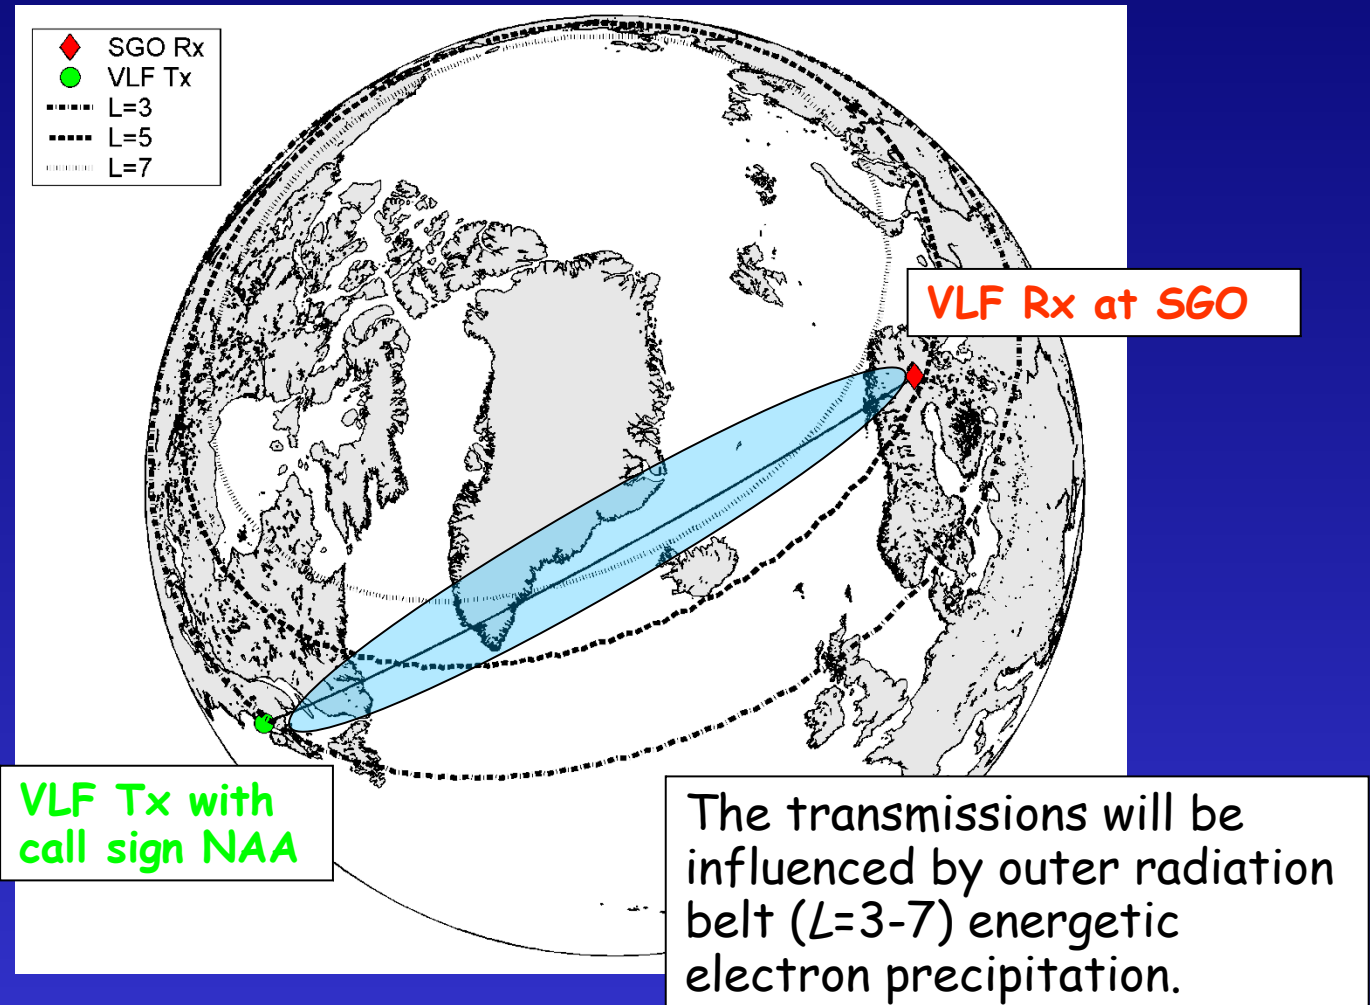 SGO Rx
VLF Tx
L=3
L=5
L=7
VLF Rx at SGO
VLF Tx with
call sign NAA
The transmissions will be
influenced by outer radiation
belt (L=3-7) energetic
electron precipitation.